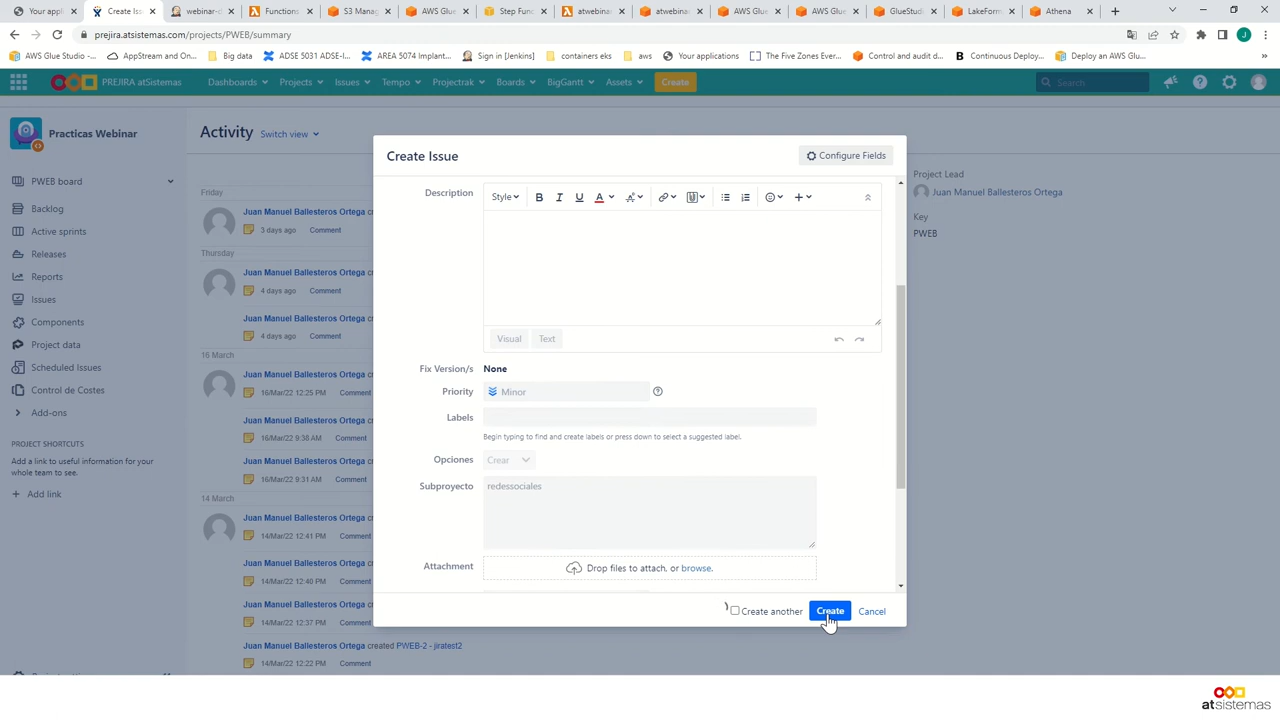 Your appl
Create Iss
webinar-d
Functions
S3 Manag
AWS Glue
Step Func
atwebinar
atwebinar
AWS Glue
AWS Glue
GlueStudi
LakeForm
Athena
prejira.atsistemas.com/projects/PWEB/summary
AWS Glue Studio -...
AppStream and On...
Big data
ADSE 5031 ADSE-I...
AREA 5074 Implant...
Sign in [Jenkins]
containers eks
aws
Your applications
The Five Zones Ever...
Control and audit d...
Continuous Deploy...
Deploy an AWS Glu...
PREJIRA atSistemas
Dashboards
Projects
Issues
Tempo
Projectrak
Boards
BigGantt
Assets
Create
Search
Practicas Webinar
PWEB board
Backlog
Active sprints
Releases
Reports
Issues
Components
Project data
Scheduled Issues
Control de Costes
Add-ons
PROJECT SHORTCUTS
Add a link to useful information for your
whole team to see.
Add link
Activity Switch view
Friday
Juan Manuel Ballesteros Ortega c
3 days ago Comment
Thursday
Juan Manuel Ballesteros Ortega c
4 days ago Comment
Juan Manuel Ballesteros Ortega c
4 days ago Comment
16 March
Juan Manuel Ballesteros Ortega c
16/Mar/22 12:25 PM Comment
Juan Manuel Ballesteros Ortega c
16/Mar/22 9:38 AM Comment
Juan Manuel Ballesteros Ortega c
16/Mar/22 9:31 AM Comment
14 March
Juan Manuel Ballesteros Ortega c
14/Mar/22 12:41 PM Comment
Juan Manuel Ballesteros Ortega c
14/Mar/22 12:40 PM Comment
Juan Manuel Ballesteros Ortega c
14/Mar/22 12:37 PM Comment
Juan Manuel Ballesteros Ortega created PWEB-2 - jiratest2
14/Mar/22 12:22 PM Comment
Create Issue
Configure Fields
Description
Style
Visual
Text
Fix Version/s None
Priority Minor
Labels
Begin typing to find and create labels or press down to select a suggested label.
Opciones Crear
Subproyecto redessociales
Attachment Drop files to attach, or browse.
Create another
Create
Cancel
Project Lead
Juan Manuel Ballesteros Ortega
Key
PWEB
atsistemas